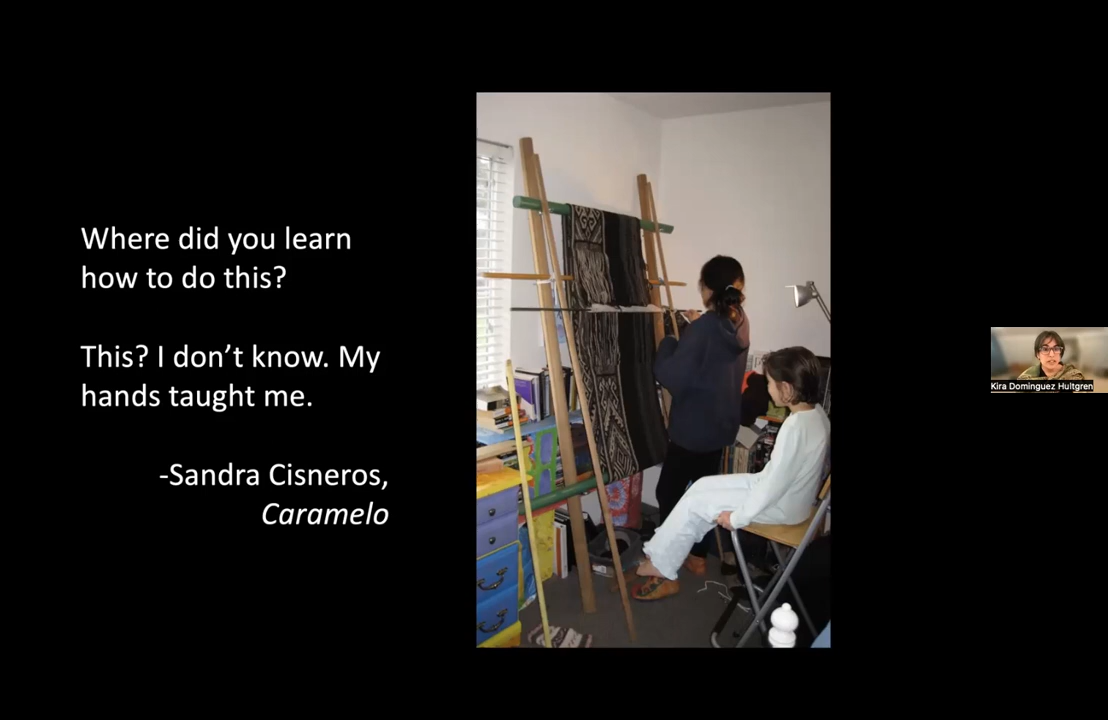 Where did you learn
how to do this?
This? I don’t know. My
hands taught me.
-Sandra Cisneros,
Caramelo
Kira Dominguez Hultgren